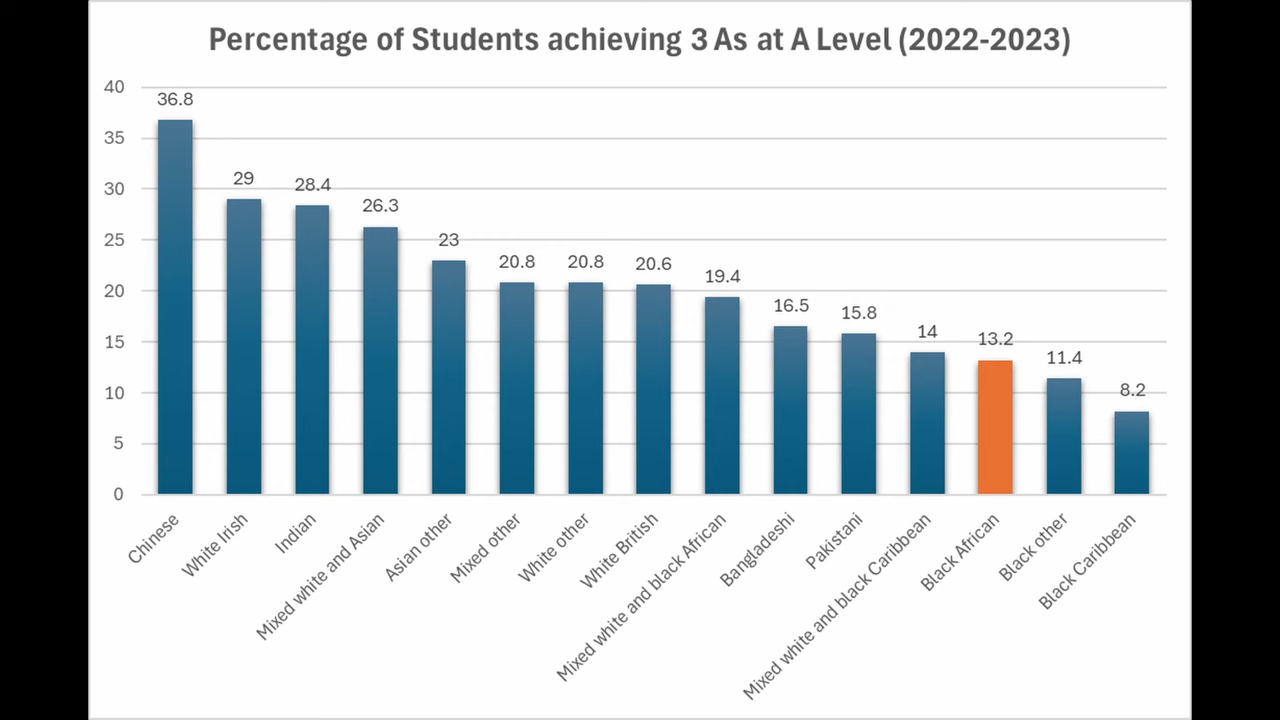 Percentage of Students achieving 3 As at A Level (2022-2023)
40
35
30
25
20
15
10
5
0
36.8
29
28.4
26.3
23
20.8
20.8
20.6
19.4
16.5
15.8
14
13.2
11.4
8.2
Chinese
White Irish
Indian
Mixed white and Asian
Asian other
Mixed other
White other
White British
Mixed white and black African
Bangladeshi
Pakistani
Mixed white and black Caribbean
Black African
Black other
Black Caribbean